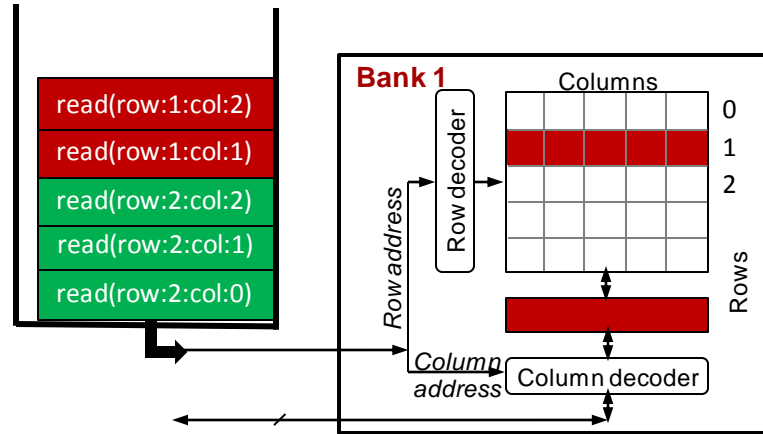 read(row:1:col:2)
read(row:1:col:1)
read(row:2:col:2)
read(row:2:col:1)
read(row:2:col:0)
Bank 1
Columns
Row decoder
0
1
2
Rows
Row address
Column
address
Column decoder